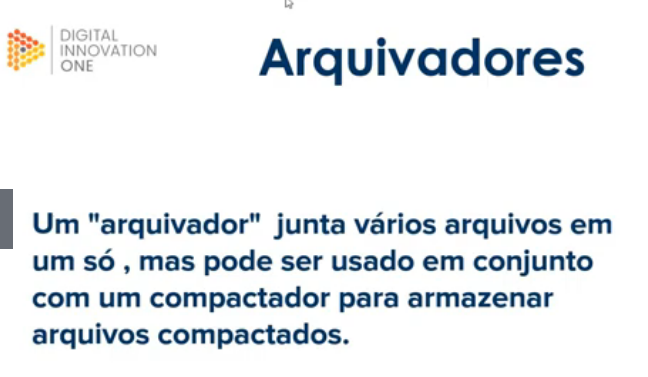 DIGITAL
INNOVATION
ONE
Arquivadores
Um "arquivador" junta vários arquivos em
um só , mas pode ser usado em conjunto
com um compactador para armazenar
arquivos compactados.